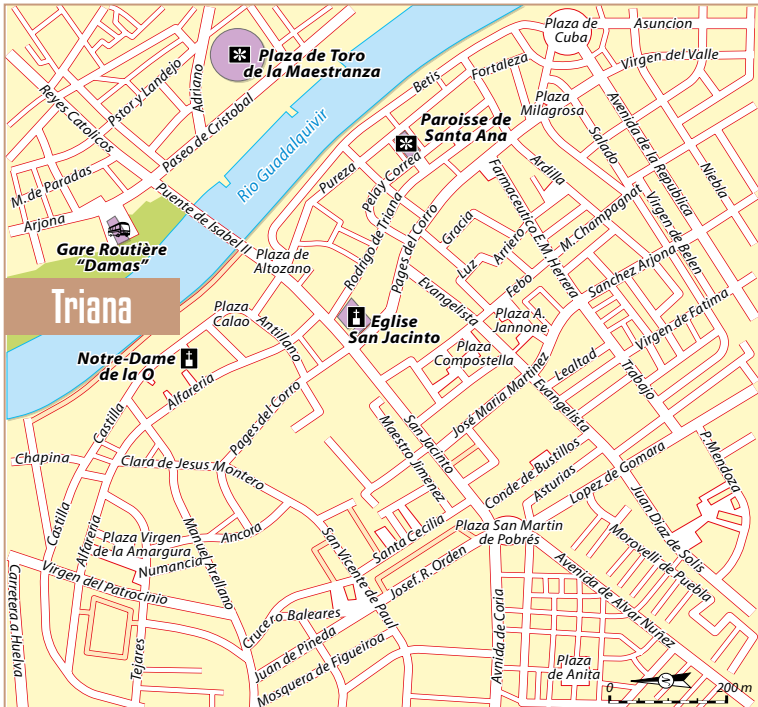 Plaza de
Cuba
Asuncion
Virgen del Valle
Plaza de Toro
de la Maestranza
Fortaleza
Betis
Adriano
Pstor y Landejo
Reyes Catolicos
Paseo de Cristobal
Rio Guadalquivir
Plaza
Milagrosa
Avenida de la Republica
Salado
Niebla
Paroisse de
Santa Ana
Pelay Correa
Pureza
Ardilla
M. de Paradas
Arjona
Puente de Isabel II
Gare Routière
“Damas”
Rodrigo de Triana
Pages del Corro
Gracia
Luz
Arrieto
Farmaceutico E. M. Herrera
M. Champagnat
Febo
Virgen de Belen
Sanchez Arjona
Virgen de Fatima
Plaza de
Altozano
Evangelista
Triana
Plaza
Calao
Antillano
Eglise
San Jacinto
Plaza A.
Jannone
Plaza
Compostella
Notre-Dame
de la O
Alfareria
Castilla
Pages del Corro
José Maria Martinez
Lealtad
Evangelista
Trabajo
San Jacinto
Maestro Jimenez
P. Mendoza
Chapina
Clara de Jesus Montero
Conde de Bustillos
Asturias
Lopez de Gomara
Castilla
Alfareria
Plaza Virgen
de la Amargura
Numancia
Ancora
Manuel Arellano
San Vicente de Paul
Santa Cecilia
Plaza San Martin
de Pobrés
Juan Diaz de Solis
Morovelli de Puebla
Josef. R. Orden
Virgen del Patrocinio
Carretera a Huelva
Tejares
Crucero Baleares
Juan de Pineda
Mosquera de Figueiroa
Avnida de Coria
Avenida de Alvar Nunez
Plaza
de Anita
N
0
200 m